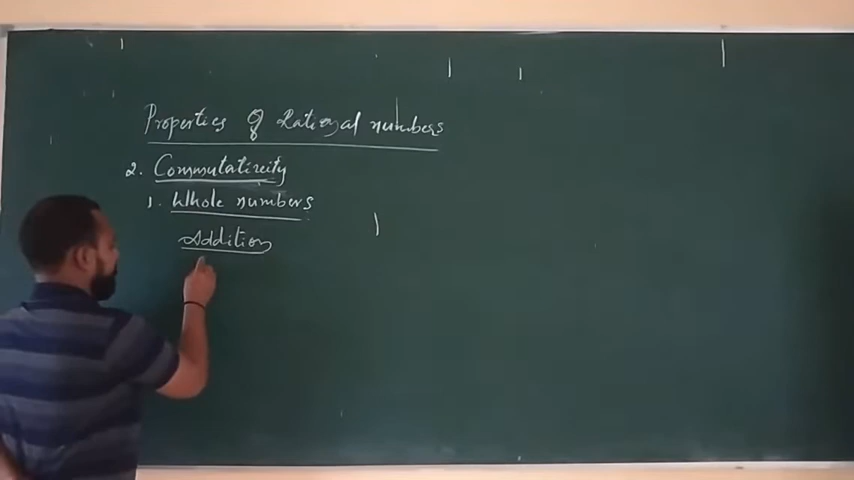 Properties of Rational numbers
2. Commutativity
1. Whole numbers
Addition